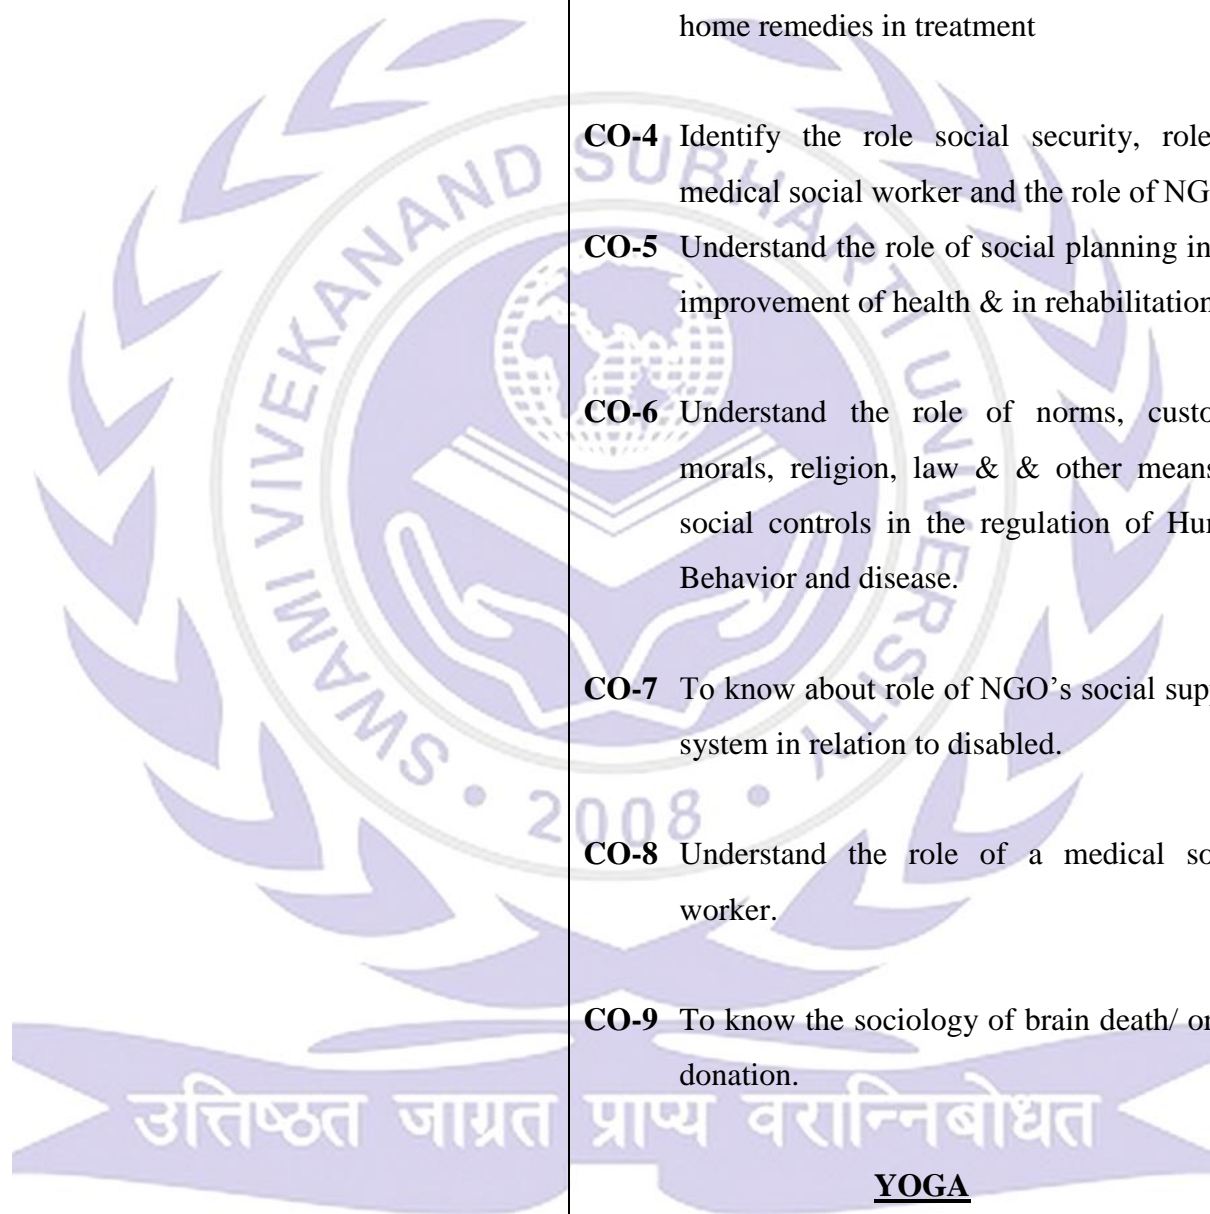 home remedies in treatment
CO-4 Identify the role social security, role
medical social worker and the role of NG
CO-5 Understand the role of social planning in
improvement of health & in rehabilitation
CO-6 Understand the role of norms, custo
morals, religion, law & & other means
social controls in the regulation of Hu
Behavior and disease.
CO-7 To know about role of NGO’s social sup
system in relation to disabled.
CO-8 Understand the role of a medical so
worker.
CO-9 To know the sociology of brain death/ or
donation.
YOGA
SWAMI VIVEKANAND SUBHARTI UNIVERSITY
• 2008 •
उत्तिष्ठत जाग्रत प्राप्य वरान्निबोधत